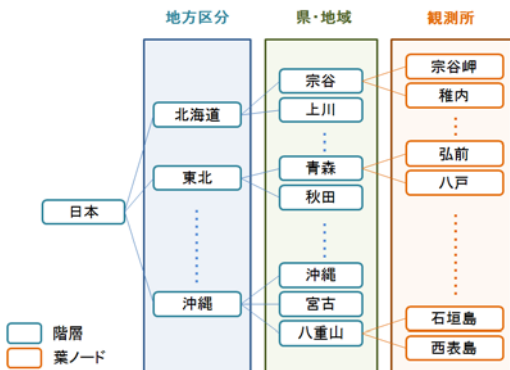 地方区分
県・地域
観測所
日本
北海道
東北
沖縄
宗谷
上川
青森
秋田
沖縄
宮古
八重山
宗谷岬
稚内
弘前
八戸
石垣島
西表島
階層
葉ノード